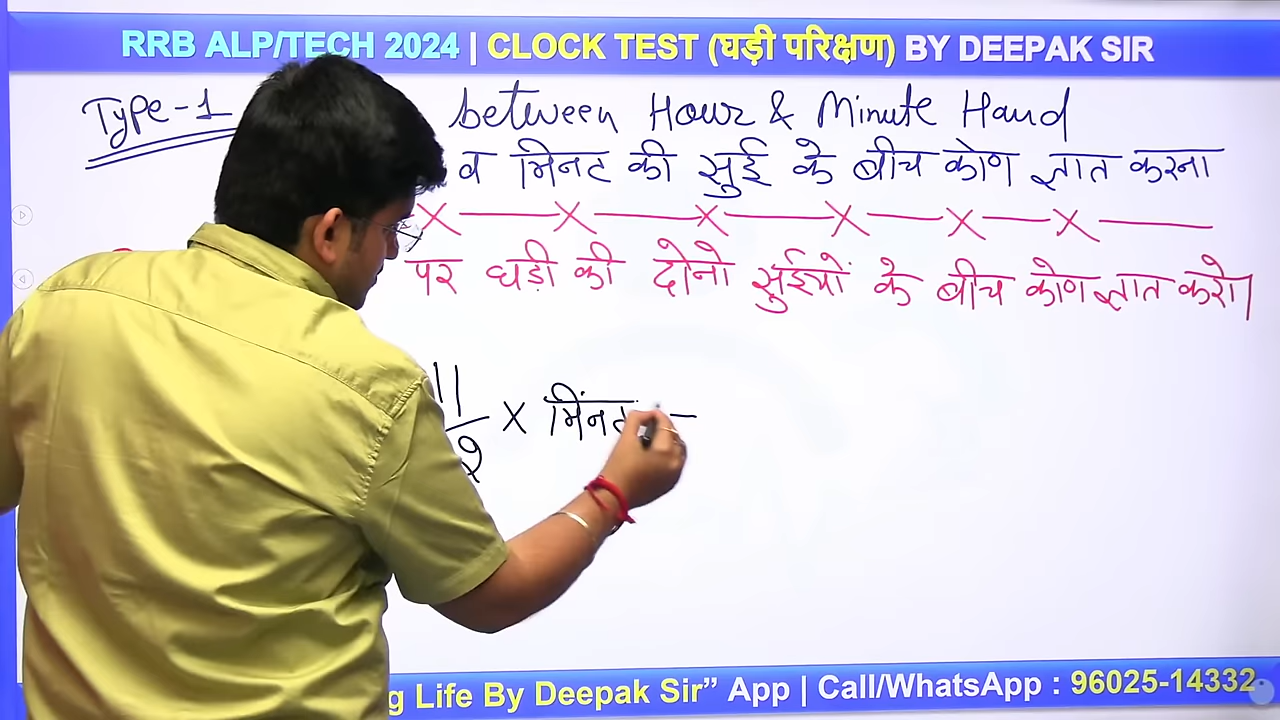 RRB ALP/TECH 2024 | CLOCK TEST (घड़ी परिक्षण) BY DEEPAK SIR
Type-1 between Hour & Minute Hand
व मिनट की सुई के बीच कोण ज्ञात करना
पर घड़ी की दोनो सुईयों के बीच कोण ज्ञात करो।
11/2 × मिंनट -
g Life By Deepak Sir” App | Call/WhatsApp : 96025-14332